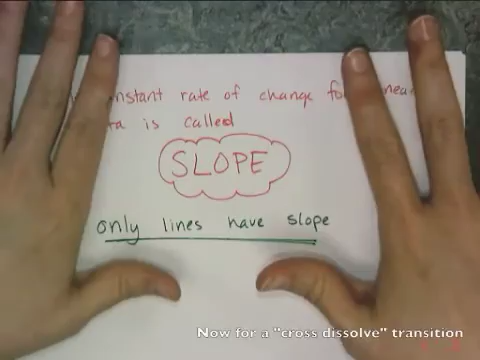 rate of change
is called
SLOPE
only lines have slope
Now for a "cross dissolve" transition